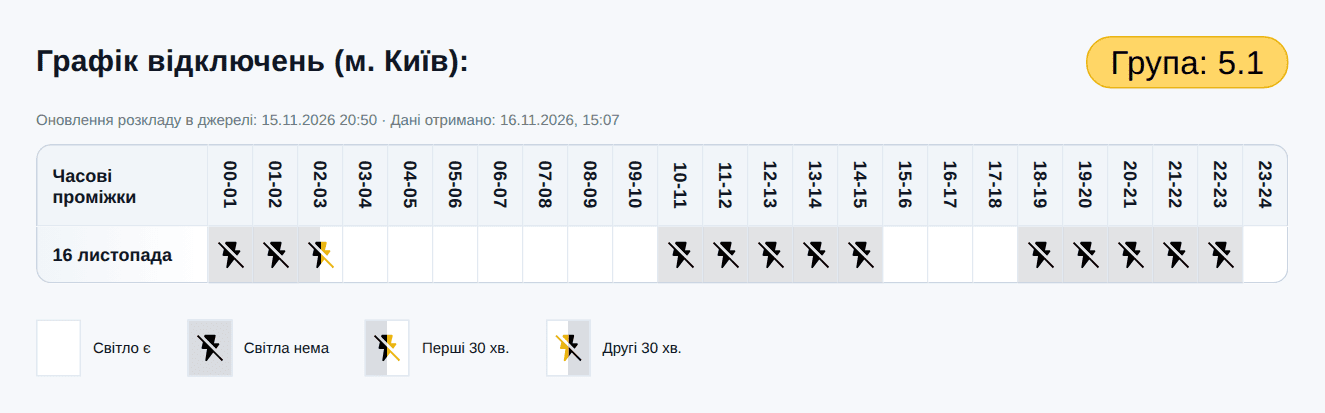 Графік відключень (м. Київ):
Група: 5.1
Оновлення розкладу в джерелі: 15.11.2026 20:50 · Дані отримано: 16.11.2026, 15:07
Часові
проміжки
00-01 01-02 02-03 03-04 04-05 05-06 06-07 07-08 08-09 09-10 10-11 11-12 12-13 13-14 14-15 15-16 16-17 17-18 18-19 19-20 20-21 21-22 22-23 23-24
16 листопада
Світло є
Світла нема
Перші 30 хв.
Другі 30 хв.